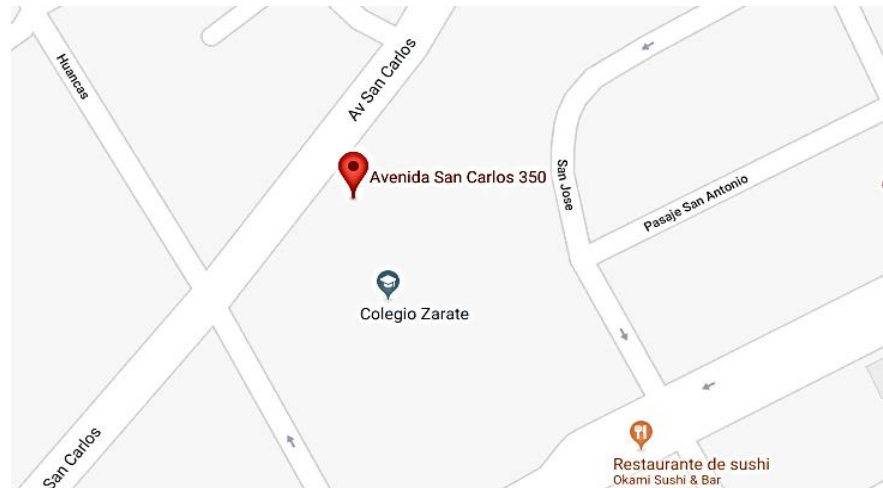 Huancas
Av San Carlos
Avenida San Carlos 350
San Jose
Pasaje San Antonio
Colegio Zarate
San Carlos
Restaurante de sushi
Okami Sushi & Bar